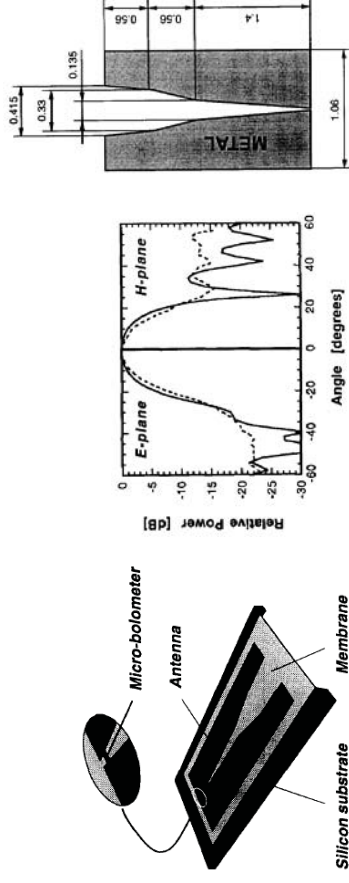 Micro-bolometer
Antenna
Membrane
Silicon substrate
Relative Power [dB]
0
-5
-10
-15
-20
-25
-30
E-plane
H-plane
-60
-40
-20
0
20
40
60
Angle [degrees]
0.415
0.33
0.135
0.56
0.56
1.4
METAL
1.06